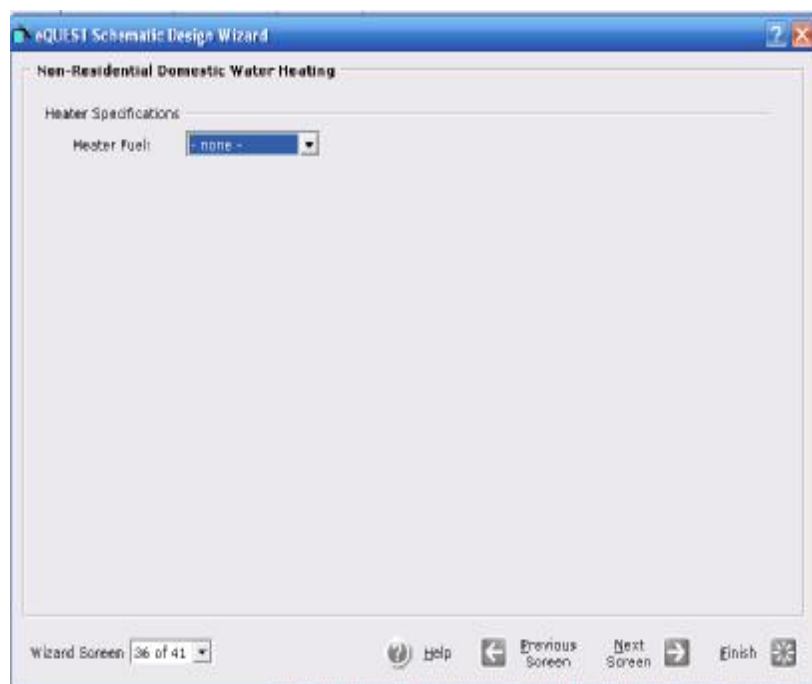 eQUEST Schematic Design Wizard
Non-Residential Domestic Water Heating
Heater Specifications
Heater Fuel: - none -
Wizard Screen 36 of 41 Help Previous Screen Next Screen Finish